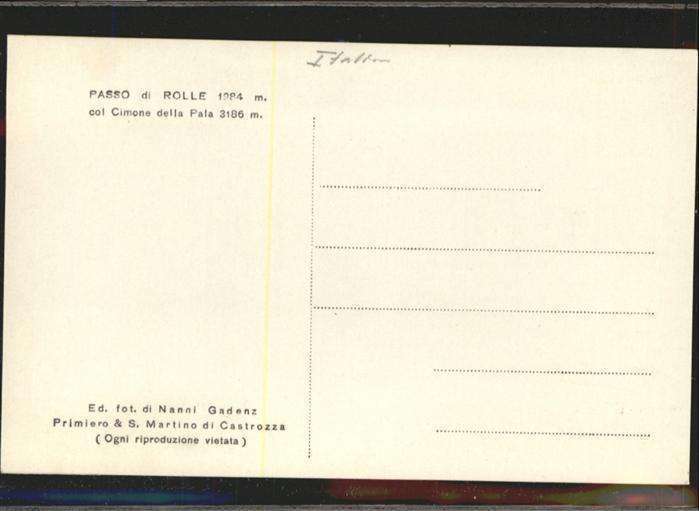 Italien
PASSO di ROLLE 1984 m.
col Cimone della Pala 3186 m.
Ed. fot. di Nanni Gadenz
Primiero & S. Martino di Castrozza
( Ogni riproduzione vietata )